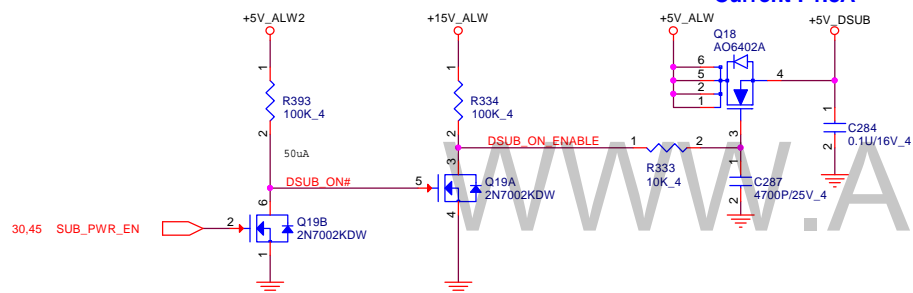 +5V_ALW2
+15V_ALW
+5V_ALW
+5V_DSUB
Q18
AO6402A
1
R393
100K_4
2
1
R334
100K_4
2
6
5
2
1
4
3
1
C284
0.1U/16V_4
2
50uA
DSUB_ON_ENABLE
1
2
R333
10K_4
1
C287
4700P/25V_4
2
DSUB_ON#
5
3
Q19A
2N7002KDW
4
30,45 SUB_PWR_EN
2
6
Q19B
2N7002KDW
1
WWW.A